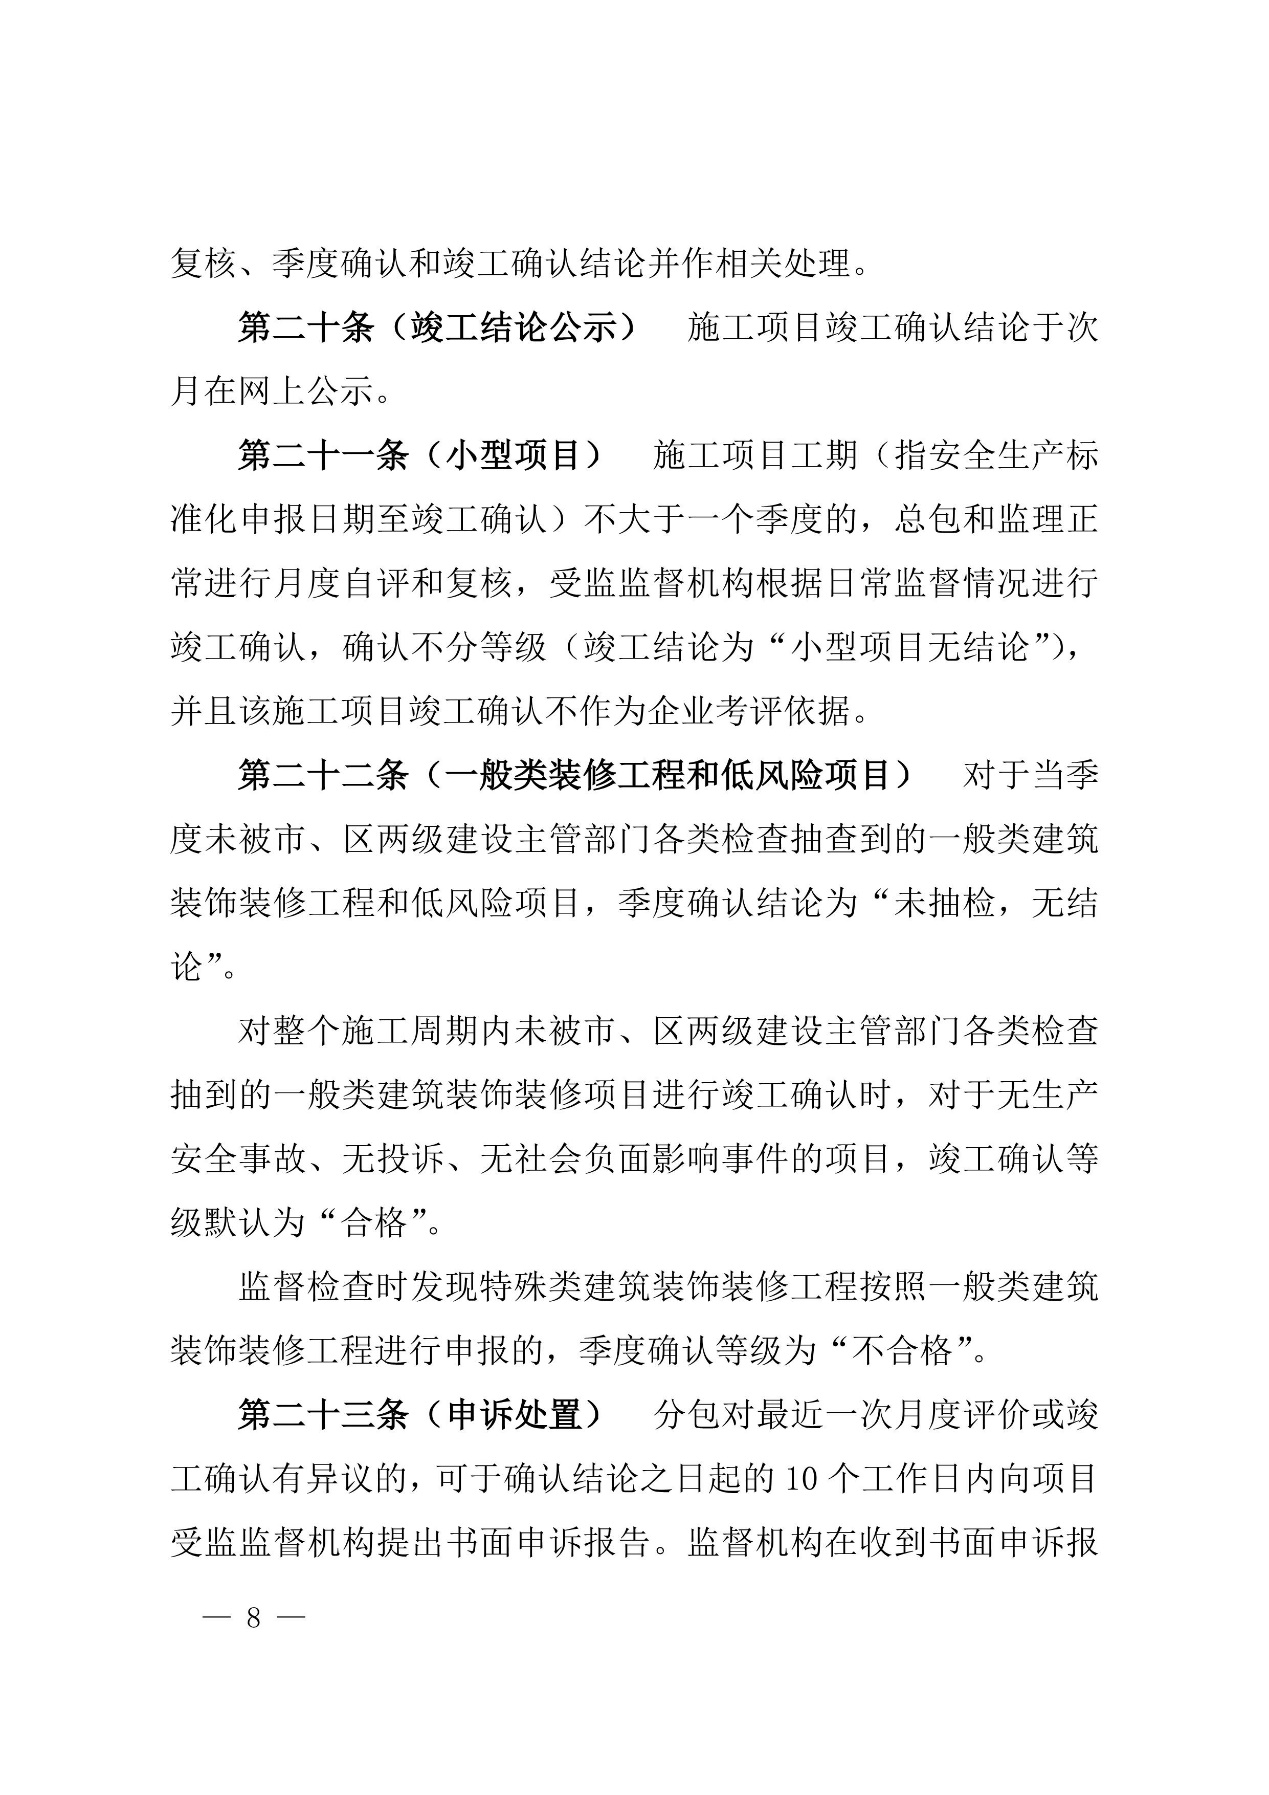 复核、季度确认和竣工确认结论并作相关处理。
第二十条（竣工结论公示）　施工项目竣工确认结论于次
月在网上公示。
第二十一条（小型项目）　施工项目工期（指安全生产标
准化申报日期至竣工确认）不大于一个季度的，总包和监理正
常进行月度自评和复核，受监监督机构根据日常监督情况进行
竣工确认，确认不分等级（竣工结论为“小型项目无结论”），
并且该施工项目竣工确认不作为企业考评依据。
第二十二条（一般类装修工程和低风险项目）　对于当季
度未被市、区两级建设主管部门各类检查抽查到的一般类建筑
装饰装修工程和低风险项目，季度确认结论为“未抽检，无结
论”。
对整个施工周期内未被市、区两级建设主管部门各类检查
抽到的一般类建筑装饰装修项目进行竣工确认时，对于无生产
安全事故、无投诉、无社会负面影响事件的项目，竣工确认等
级默认为“合格”。
监督检查时发现特殊类建筑装饰装修工程按照一般类建筑
装饰装修工程进行申报的，季度确认等级为“不合格”。
第二十三条（申诉处置）　分包对最近一次月度评价或竣
工确认有异议的，可于确认结论之日起的 10 个工作日内向项目
受监监督机构提出书面申诉报告。监督机构在收到书面申诉报
— 8 —